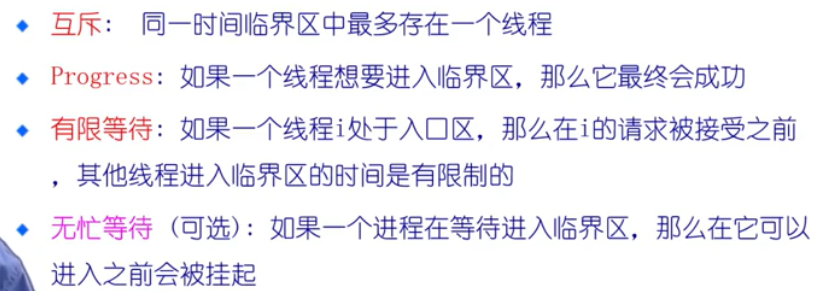 互斥： 同一时间临界区中最多存在一个线程
Progress：如果一个线程想要进入临界区，那么它最终会成功
有限等待：如果一个线程i处于入口区，那么在i的请求被接受之前
，其他线程进入临界区的时间是有限制的
无忙等待（可选）：如果一个进程在等待进入临界区，那么在它可以
进入之前会被挂起